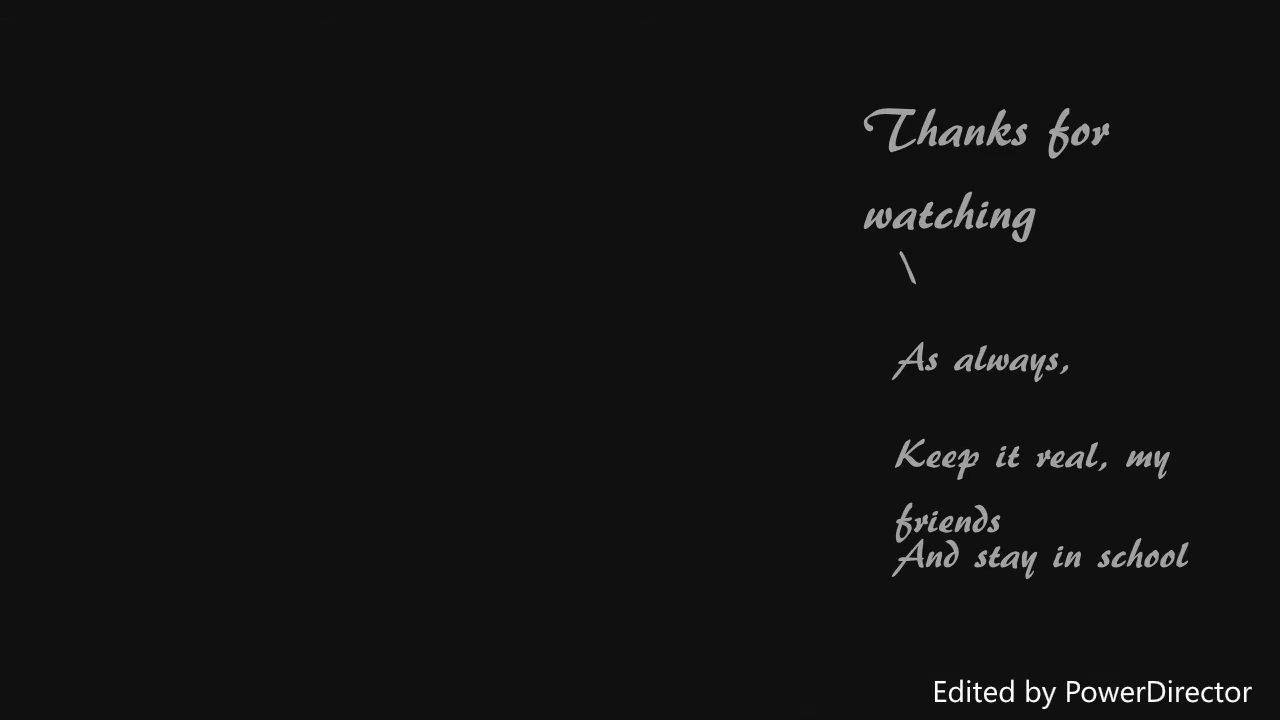 Thanks for
watching
\
As always,
Keep it real, my
friends
And stay in school
Edited by PowerDirector